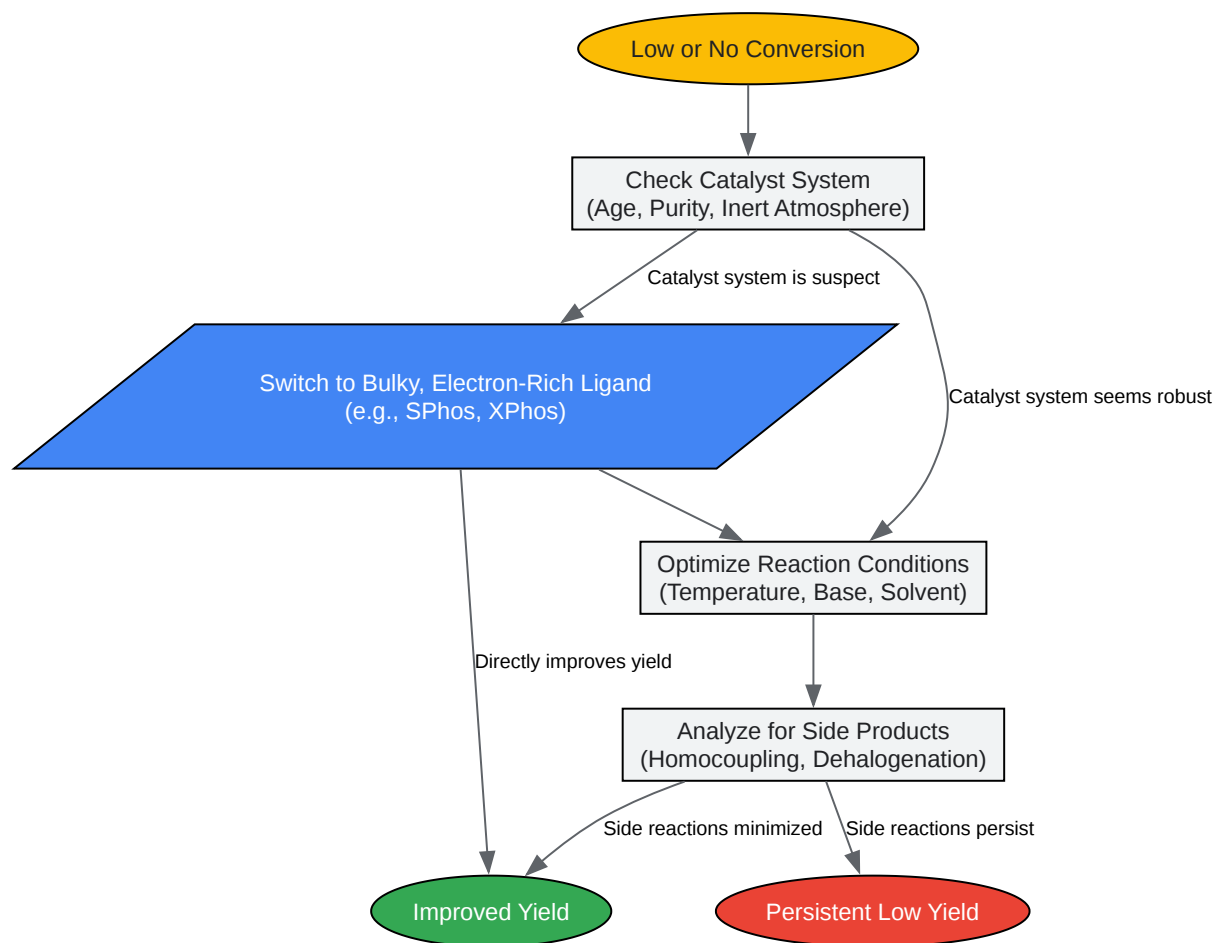 Low or No Conversion
Check Catalyst System
(Age, Purity, Inert Atmosphere)
Catalyst system is suspect
Switch to Bulky, Electron-Rich Ligand
(e.g., SPhos, XPhos)
Catalyst system seems robust
Optimize Reaction Conditions
(Temperature, Base, Solvent)
Directly improves yield
Analyze for Side Products
(Homocoupling, Dehalogenation)
Side reactions minimized
Side reactions persist
Improved Yield
Persistent Low Yield